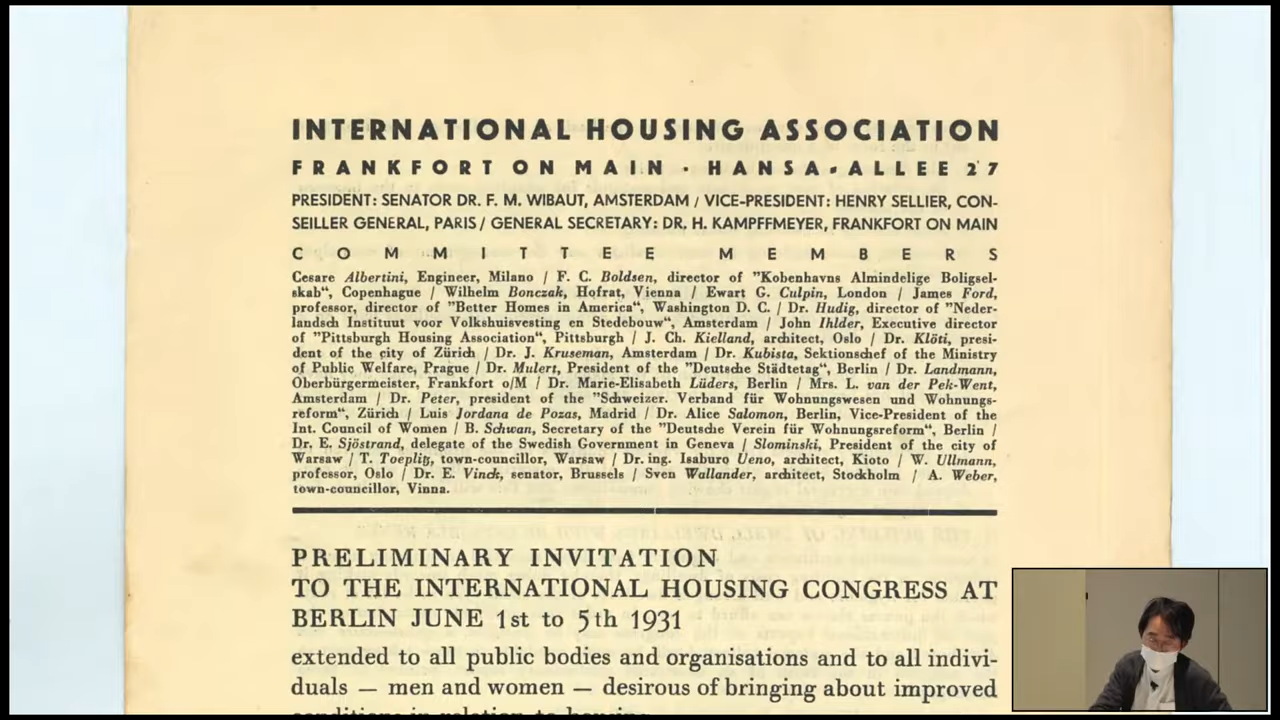 INTERNATIONAL HOUSING ASSOCIATION
FRANKFORT ON MAIN · HANSA-ALLEE 27
PRESIDENT: SENATOR DR. F. M. WIBAUT, AMSTERDAM / VICE-PRESIDENT: HENRY SELLIER, CON-
SEILLER GENERAL, PARIS / GENERAL SECRETARY: DR. H. KAMPFFMEYER, FRANKFORT ON MAIN
COMMITTEE MEMBERS
Cesare Albertini, Engineer, Milano / F. C. Boldsen, director of "Kobenhavns Almindelige Boligsel-
skab“, Copenhague / Wilhelm Bonczak, Hofrat, Vienna / Ewart G. Culpin, London / James Ford,
professor, director of "Better Homes in America“, Washington D. C. / Dr. Hudig, director of "Neder-
landsch Instituut voor Volkshuisvesting en Stedebouw“, Amsterdam / John Ihlder, Executive director
of "Pittsburgh Housing Association“, Pittsburgh / J. Ch. Kielland, architect, Oslo / Dr. Klöti, presi-
dent of the city of Zürich / Dr. J. Kruseman, Amsterdam / Dr. Kubista, Sektionschef of the Ministry
of Public Welfare, Prague / Dr. Mulert, President of the "Deutsche Städtetag“, Berlin / Dr. Landmann,
Oberbürgermeister, Frankfort o/M / Dr. Marie-Elisabeth Lüders, Berlin / Mrs. L. van der Pek-Went,
Amsterdam / Dr. Peter, president of the "Schweizer. Verband für Wohnungswesen und Wohnungs-
reform“, Zürich / Luis Jordana de Pozas, Madrid / Dr. Alice Salomon, Berlin, Vice-President of the
Int. Council of Women / B. Schwan, Secretary of the "Deutsche Verein für Wohnungsreform“, Berlin /
Dr. E. Sjöstrand, delegate of the Swedish Government in Geneva / Slominski, President of the city of
Warsaw / T. Toeplitz, town-councillor, Warsaw / Dr. ing. Isaburo Ueno, architect, Kioto / W. Ullmann,
professor, Oslo / Dr. E. Vinck, senator, Brussels / Sven Wallander, architect, Stockholm / A. Weber,
town-councillor, Vinna.
PRELIMINARY INVITATION
TO THE INTERNATIONAL HOUSING CONGRESS AT
BERLIN JUNE 1st to 5th 1931
extended to all public bodies and organisations and to all indivi-
duals — men and women — desirous of bringing about improved
conditions in relation to housing